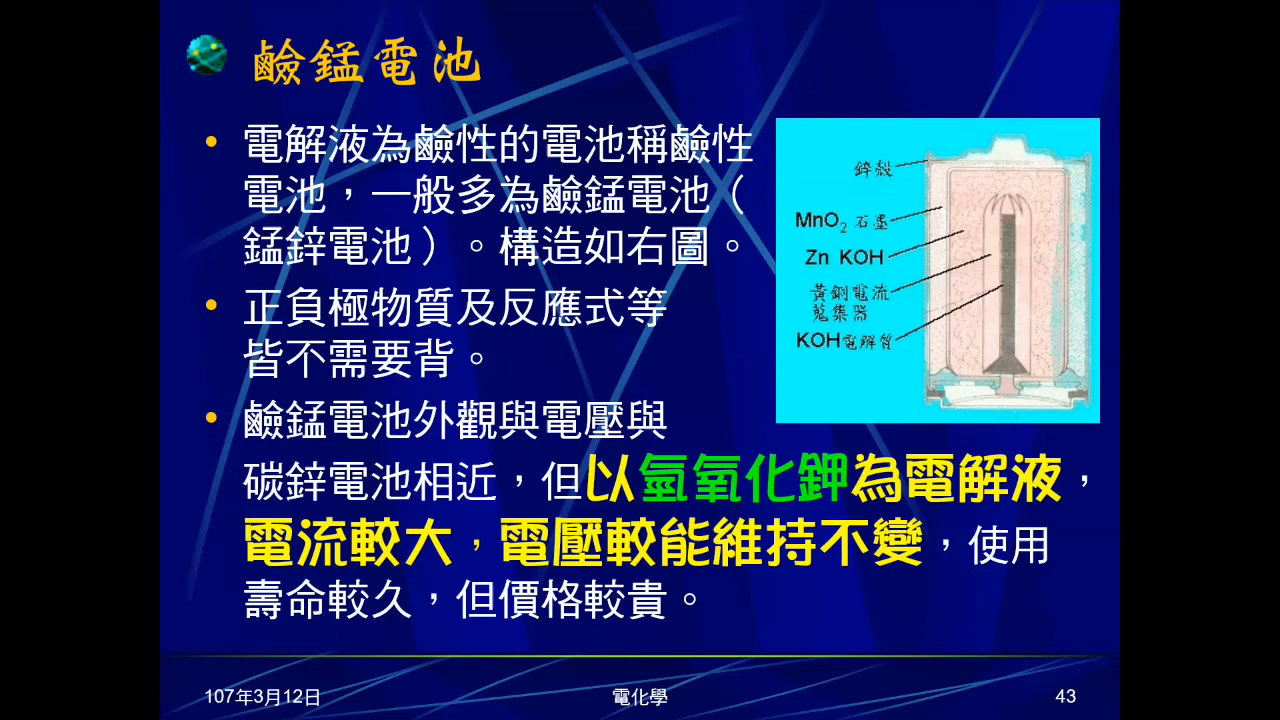 鹼錳電池
• 電解液為鹼性的電池稱鹼性
電池，一般多為鹼錳電池（
錳鋅電池）。構造如右圖。
• 正負極物質及反應式等
皆不需要背。
• 鹼錳電池外觀與電壓與
碳鋅電池相近，但以氫氧化鉀為電解液，
電流較大，電壓較能維持不變，使用
壽命較久，但價格較貴。
鋅殼
MnO2 石墨
Zn KOH
黃銅電流
蒐集器
KOH電解質
107年3月12日
電化學
43